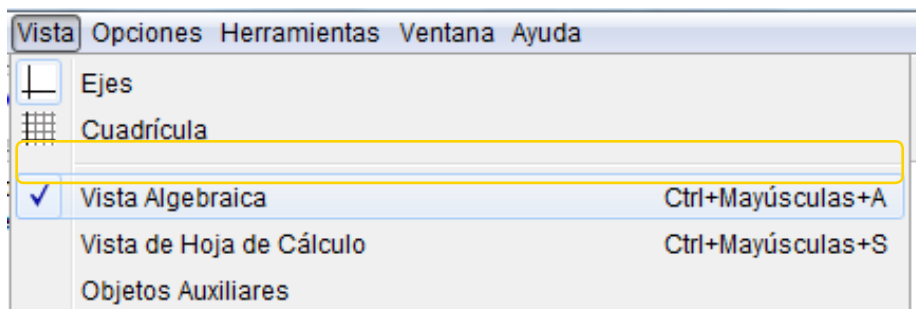 Vista Opciones Herramientas Ventana Ayuda
Ejes
Cuadrícula
Vista Algebraica Ctrl+Mayúsculas+A
Vista de Hoja de Cálculo Ctrl+Mayúsculas+S
Objetos Auxiliares